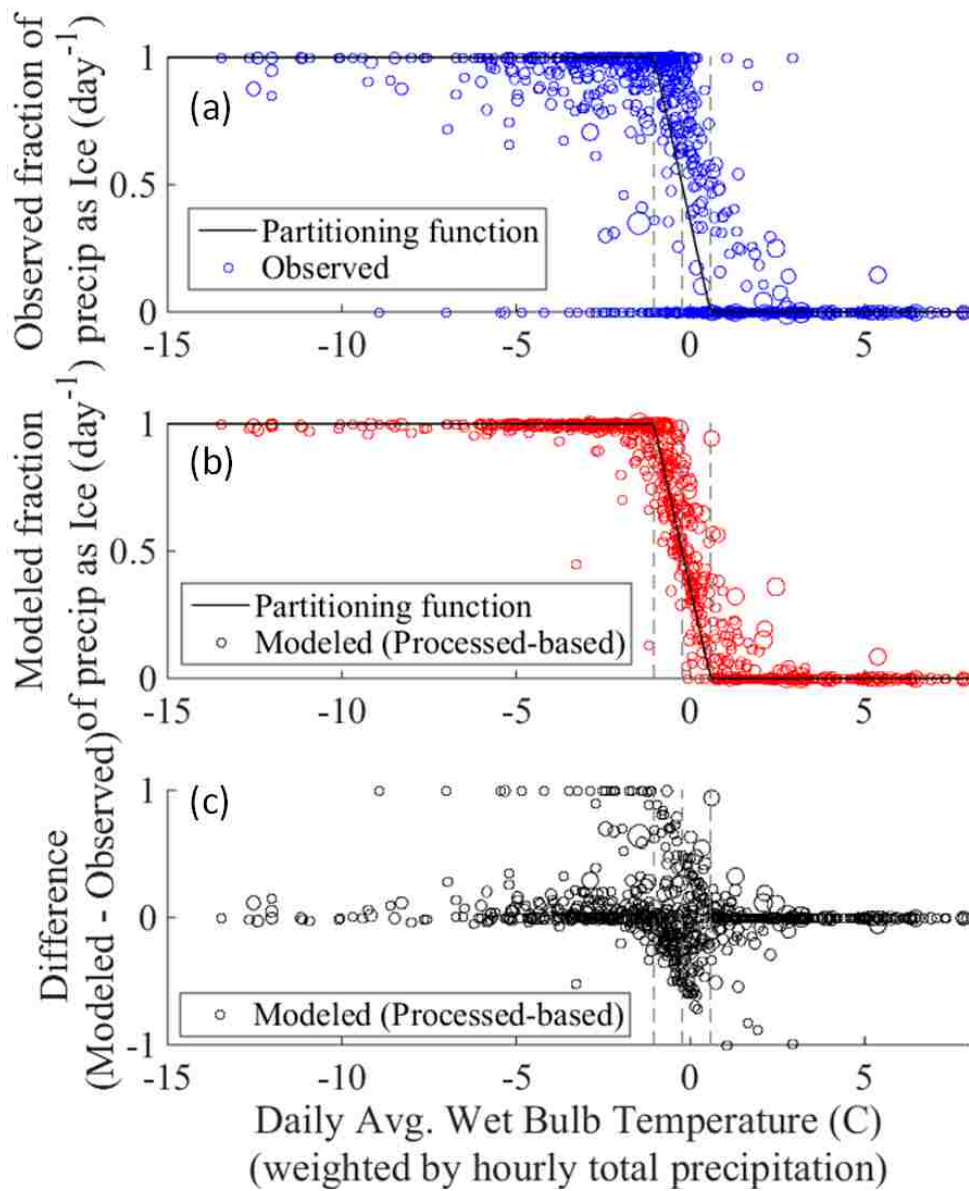 Observed fraction of
precip as Ice (day-1)
(a)
1
0.5
0
Partitioning function
Observed
-15
-10
-5
0
5
Modeled fraction
of precip as Ice (day-1)
(b)
1
0.5
0
Partitioning function
Modeled (Processed-based)
-15
-10
-5
0
5
Difference
(Modeled - Observed)
(c)
1
0
-1
Modeled (Processed-based)
-15
-10
-5
0
5
Daily Avg. Wet Bulb Temperature (C)
(weighted by hourly total precipitation)